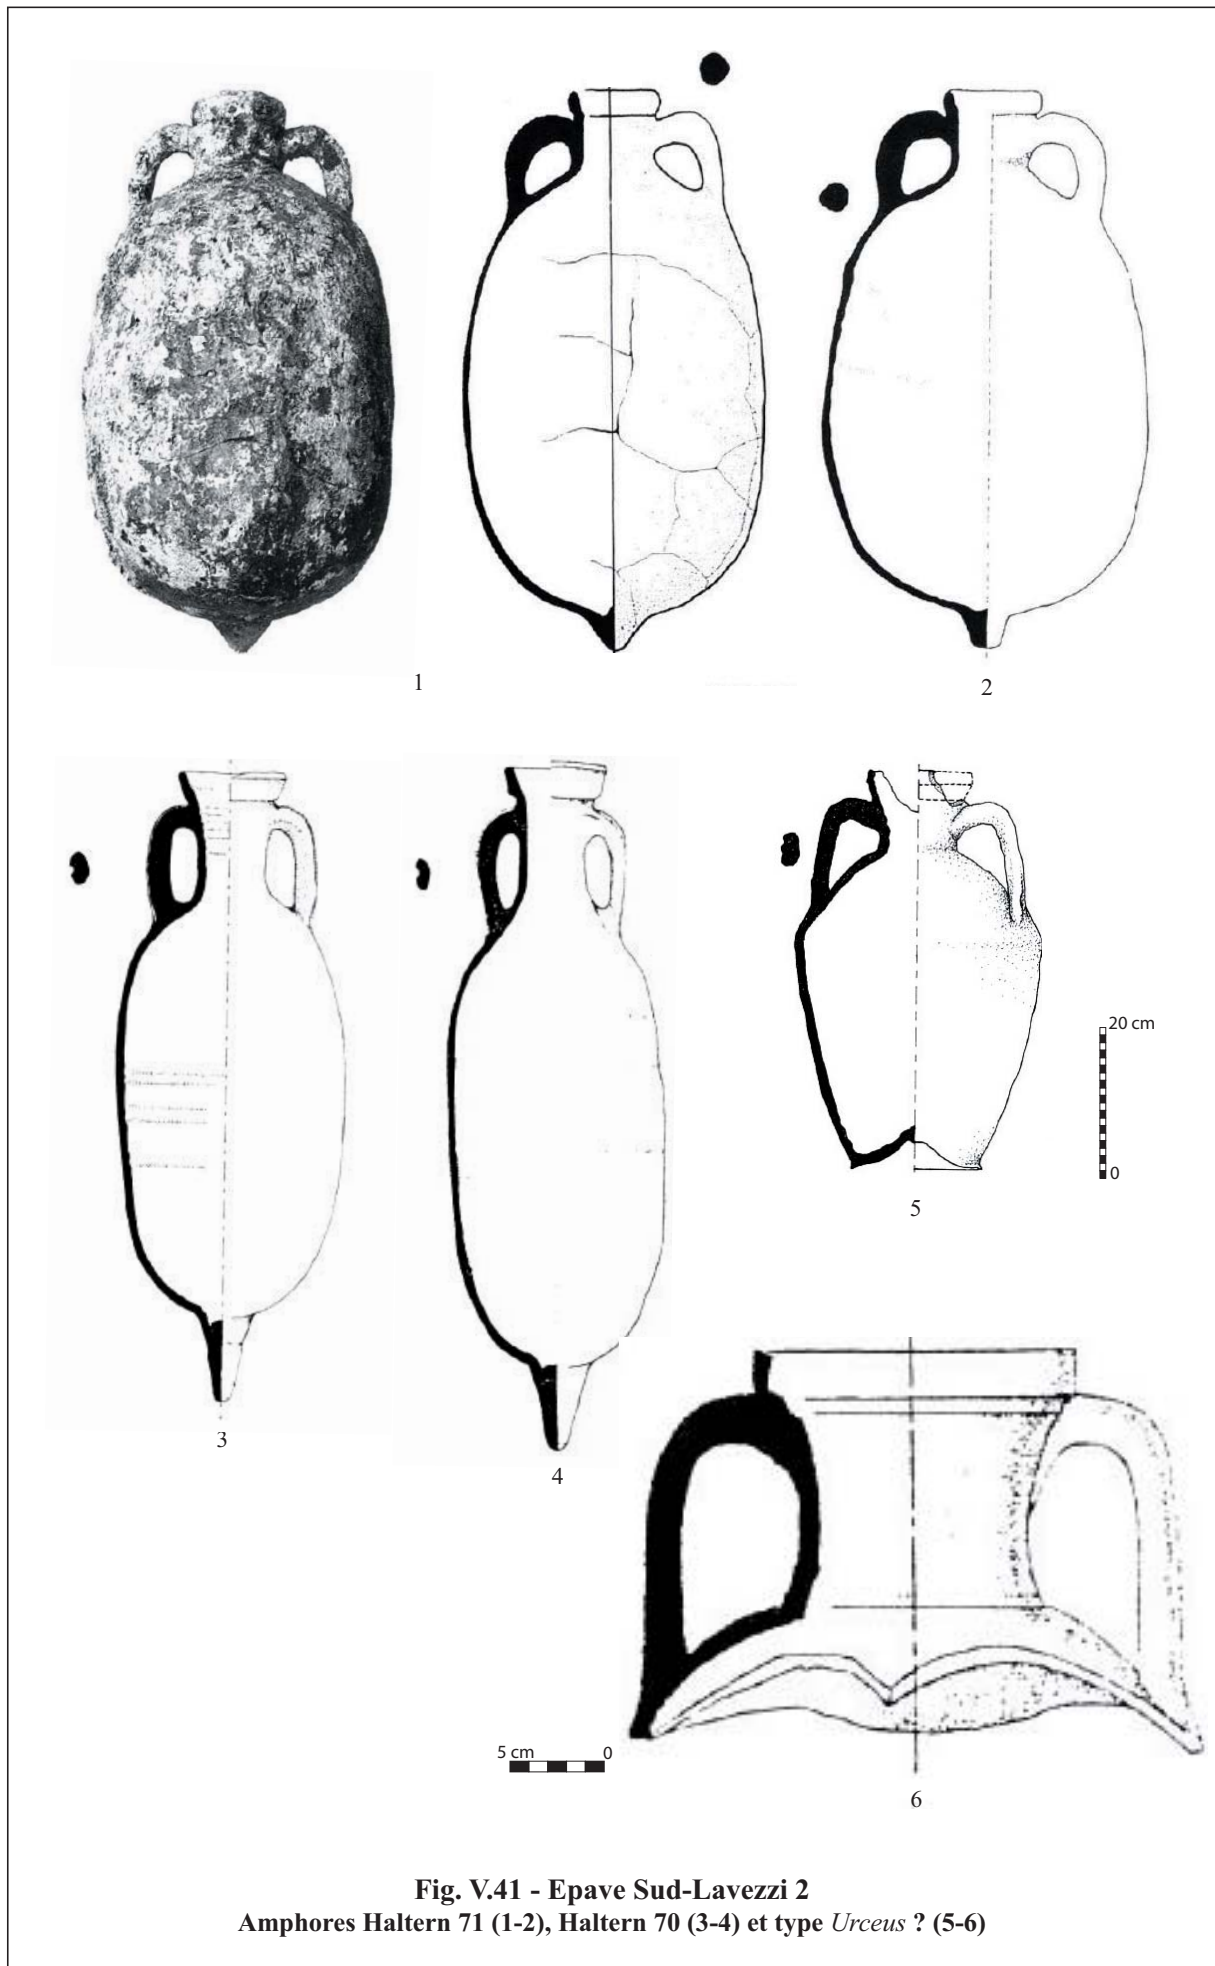 1
2
3
4
20 cm
0
5
5 cm 0
6
Fig. V.41 - Epave Sud-Lavezzi 2
Amphores Haltern 71 (1-2), Haltern 70 (3-4) et type Urceus ? (5-6)